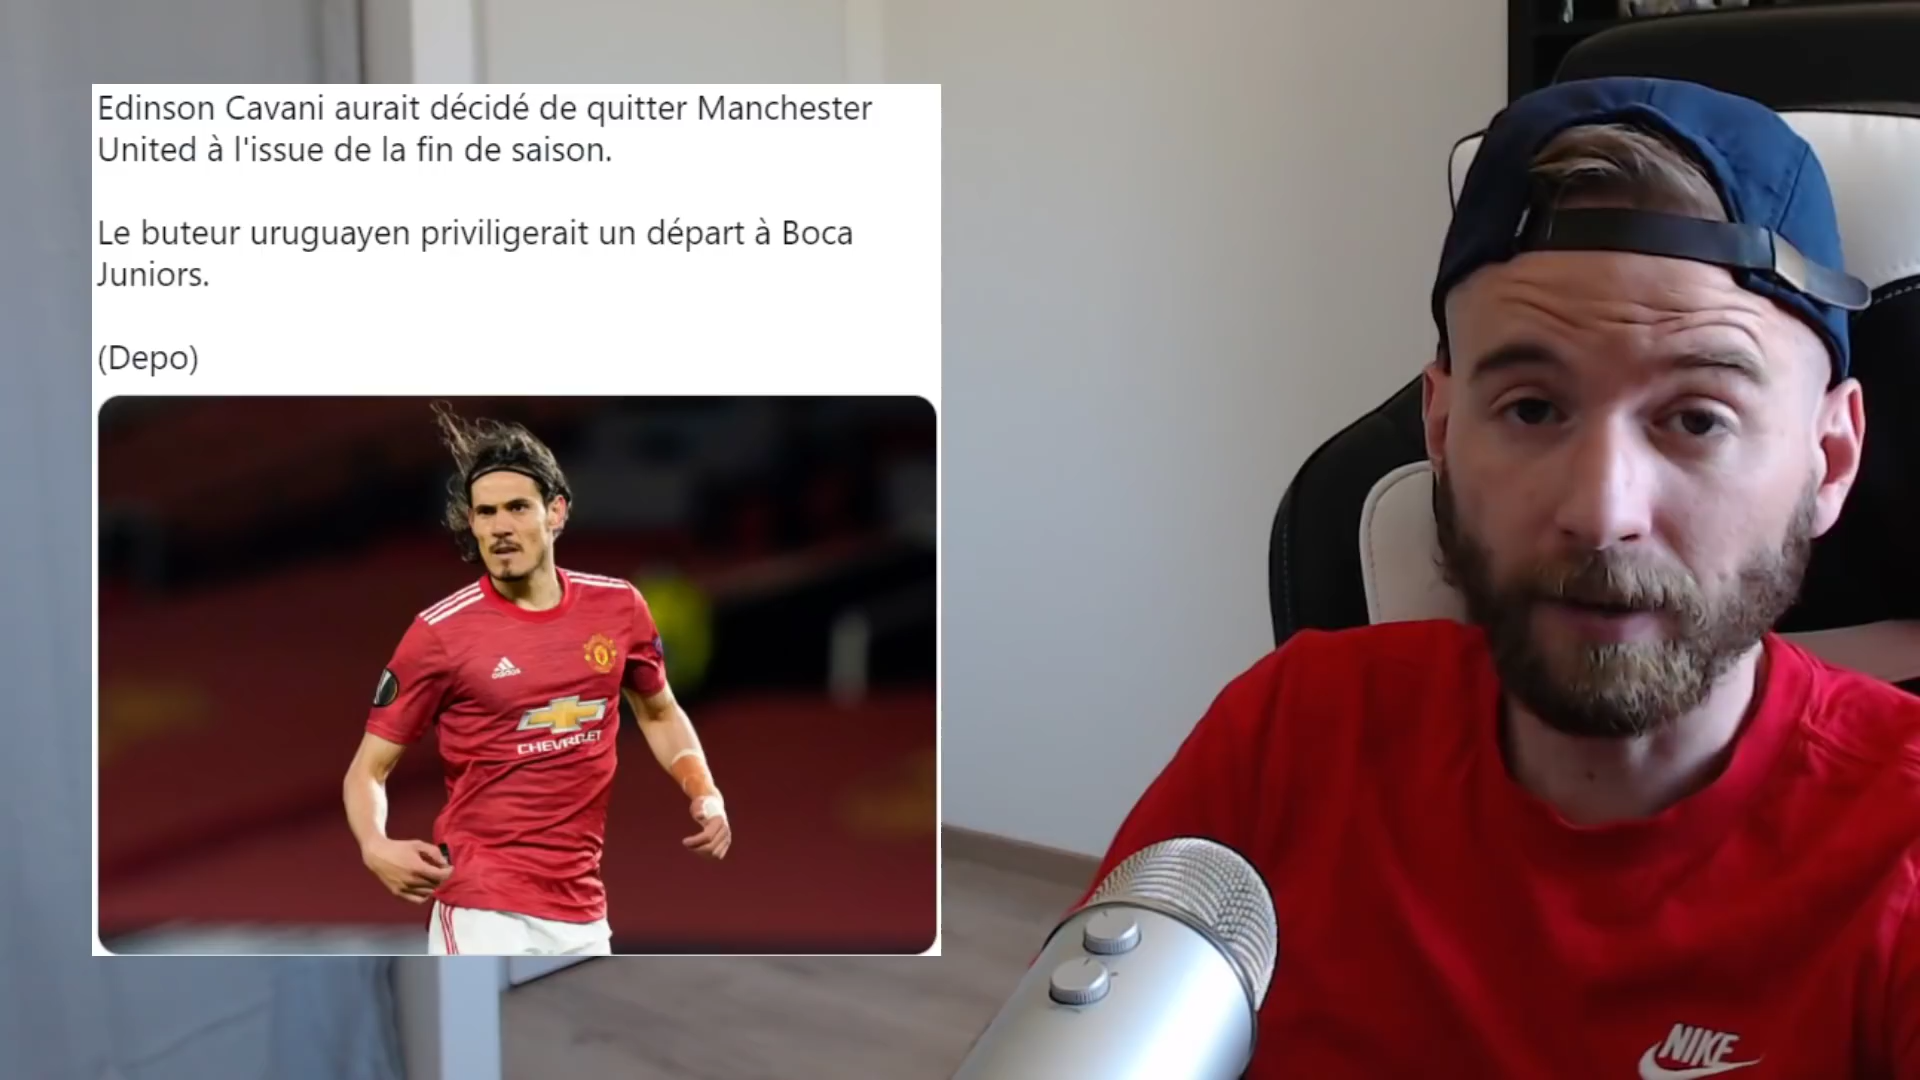 Edinson Cavani aurait décidé de quitter Manchester
United à l'issue de la fin de saison.
Le buteur uruguayen priviligerait un départ à Boca
Juniors.
(Depo)
adidas
CHEVROLET
NIKE